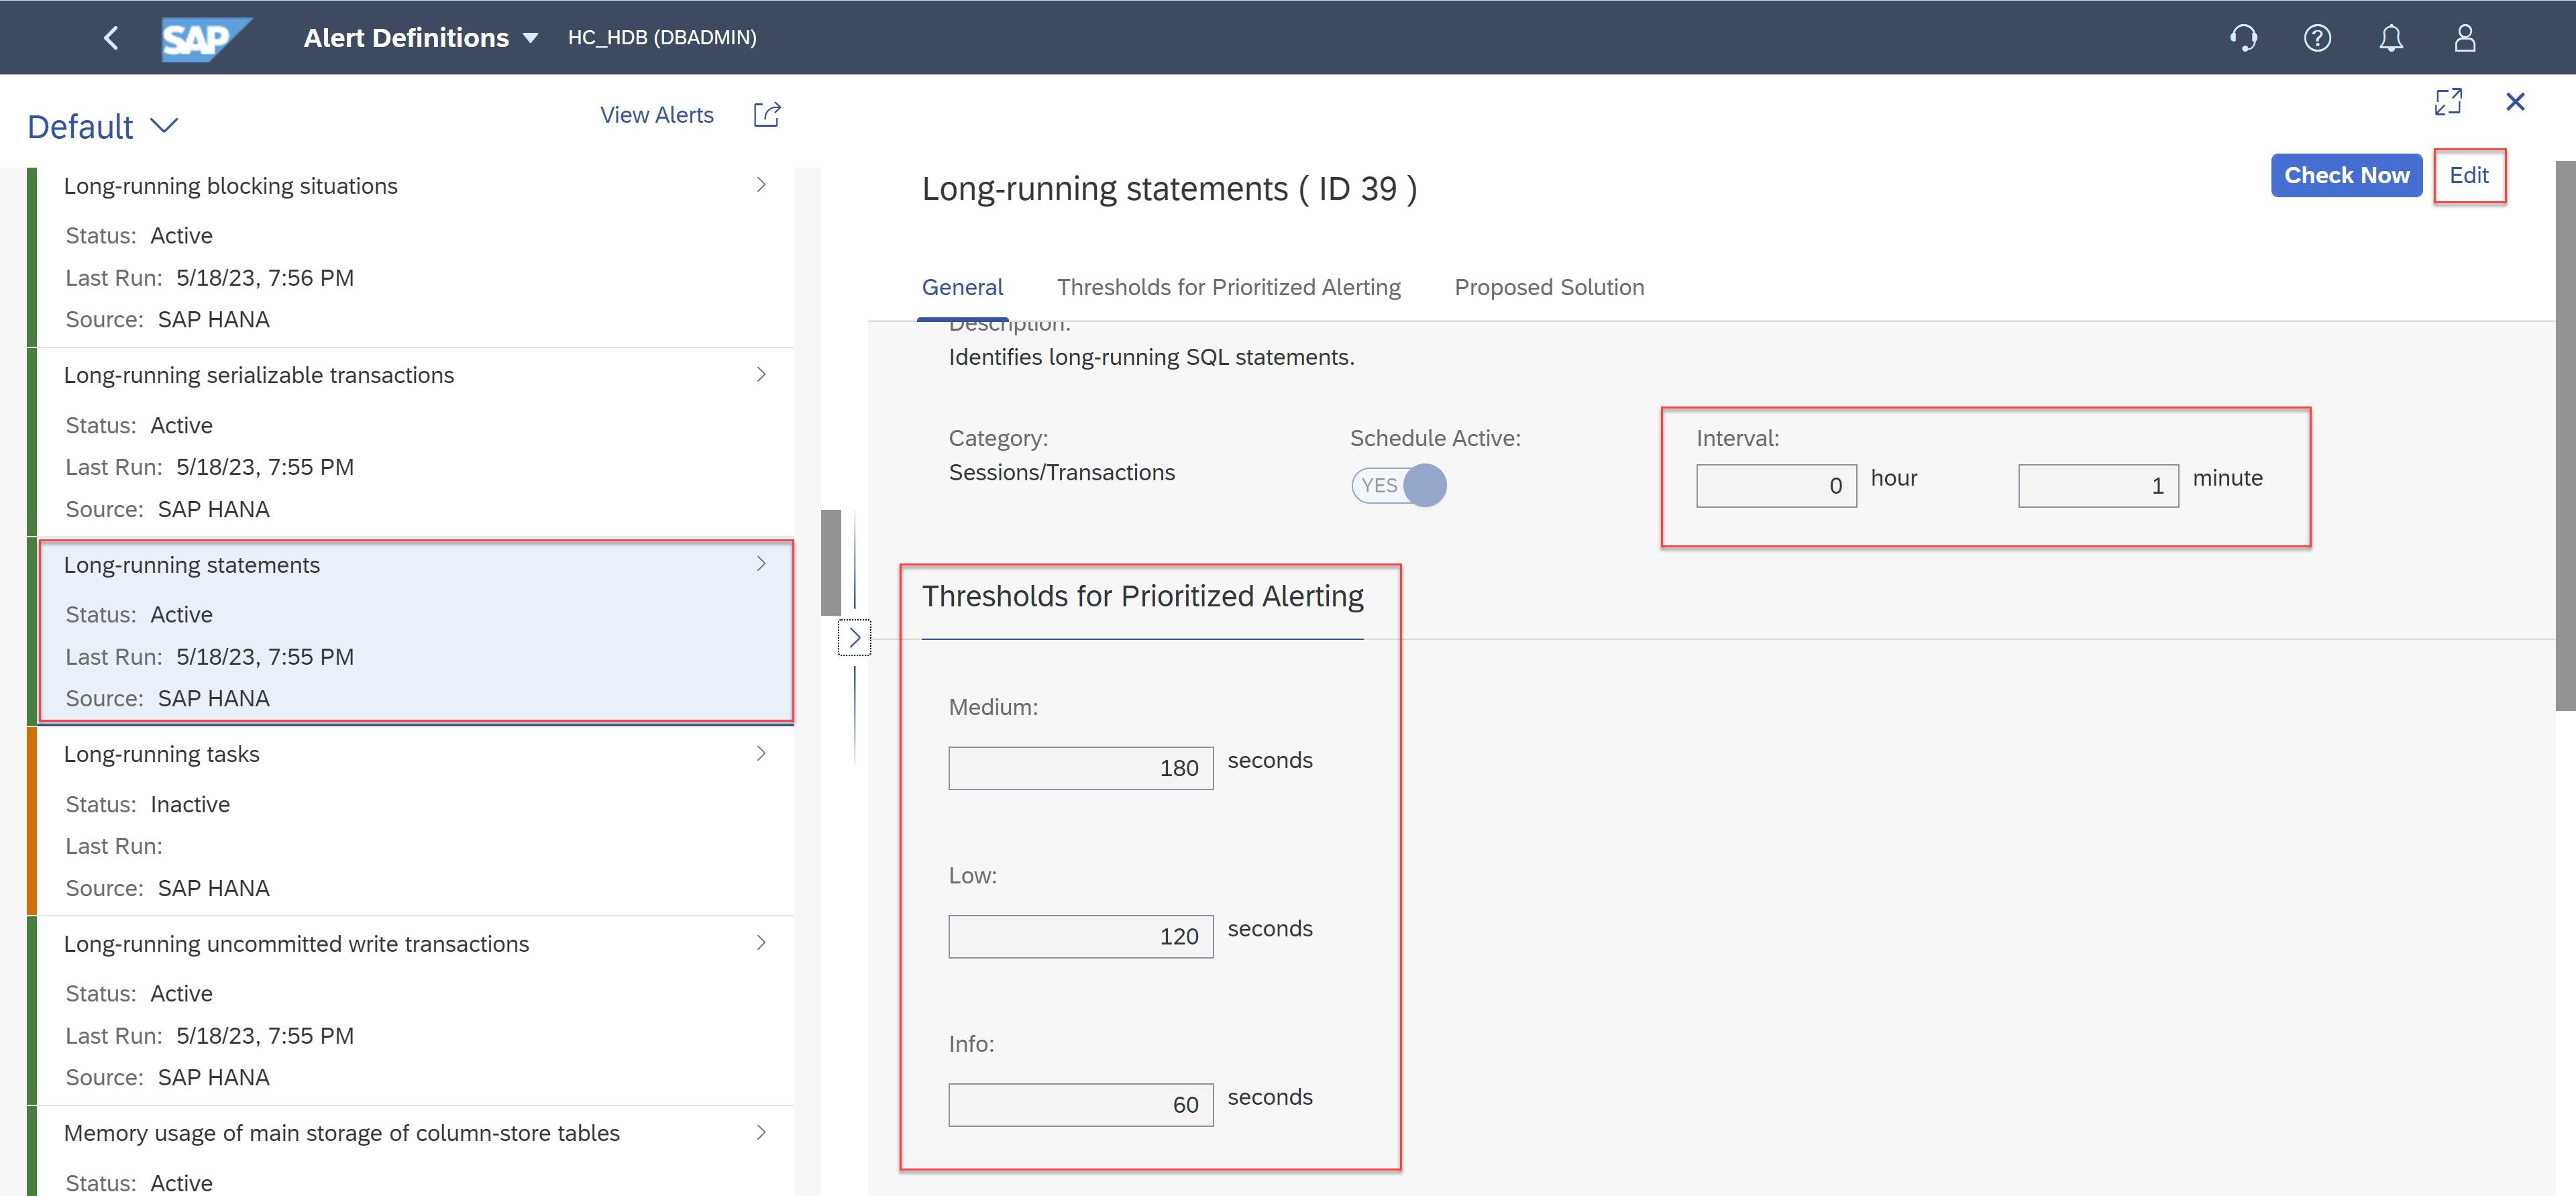 SAP Alert Definitions HC_HDB (DBADMIN)
Default
View Alerts
Long-running blocking situations
Status: Active
Last Run: 5/18/23, 7:56 PM
Source: SAP HANA
Long-running serializable transactions
Status: Active
Last Run: 5/18/23, 7:55 PM
Source: SAP HANA
Long-running statements
Status: Active
Last Run: 5/18/23, 7:55 PM
Source: SAP HANA
Long-running tasks
Status: Inactive
Last Run:
Source: SAP HANA
Long-running uncommitted write transactions
Status: Active
Last Run: 5/18/23, 7:55 PM
Source: SAP HANA
Memory usage of main storage of column-store tables
Status: Active
Check Now Edit
Long-running statements ( ID 39 )
General Thresholds for Prioritized Alerting Proposed Solution
Description:
Identifies long-running SQL statements.
Category:
Sessions/Transactions
Schedule Active:
YES
Interval:
0 hour 1 minute
Thresholds for Prioritized Alerting
Medium:
180 seconds
Low:
120 seconds
Info:
60 seconds